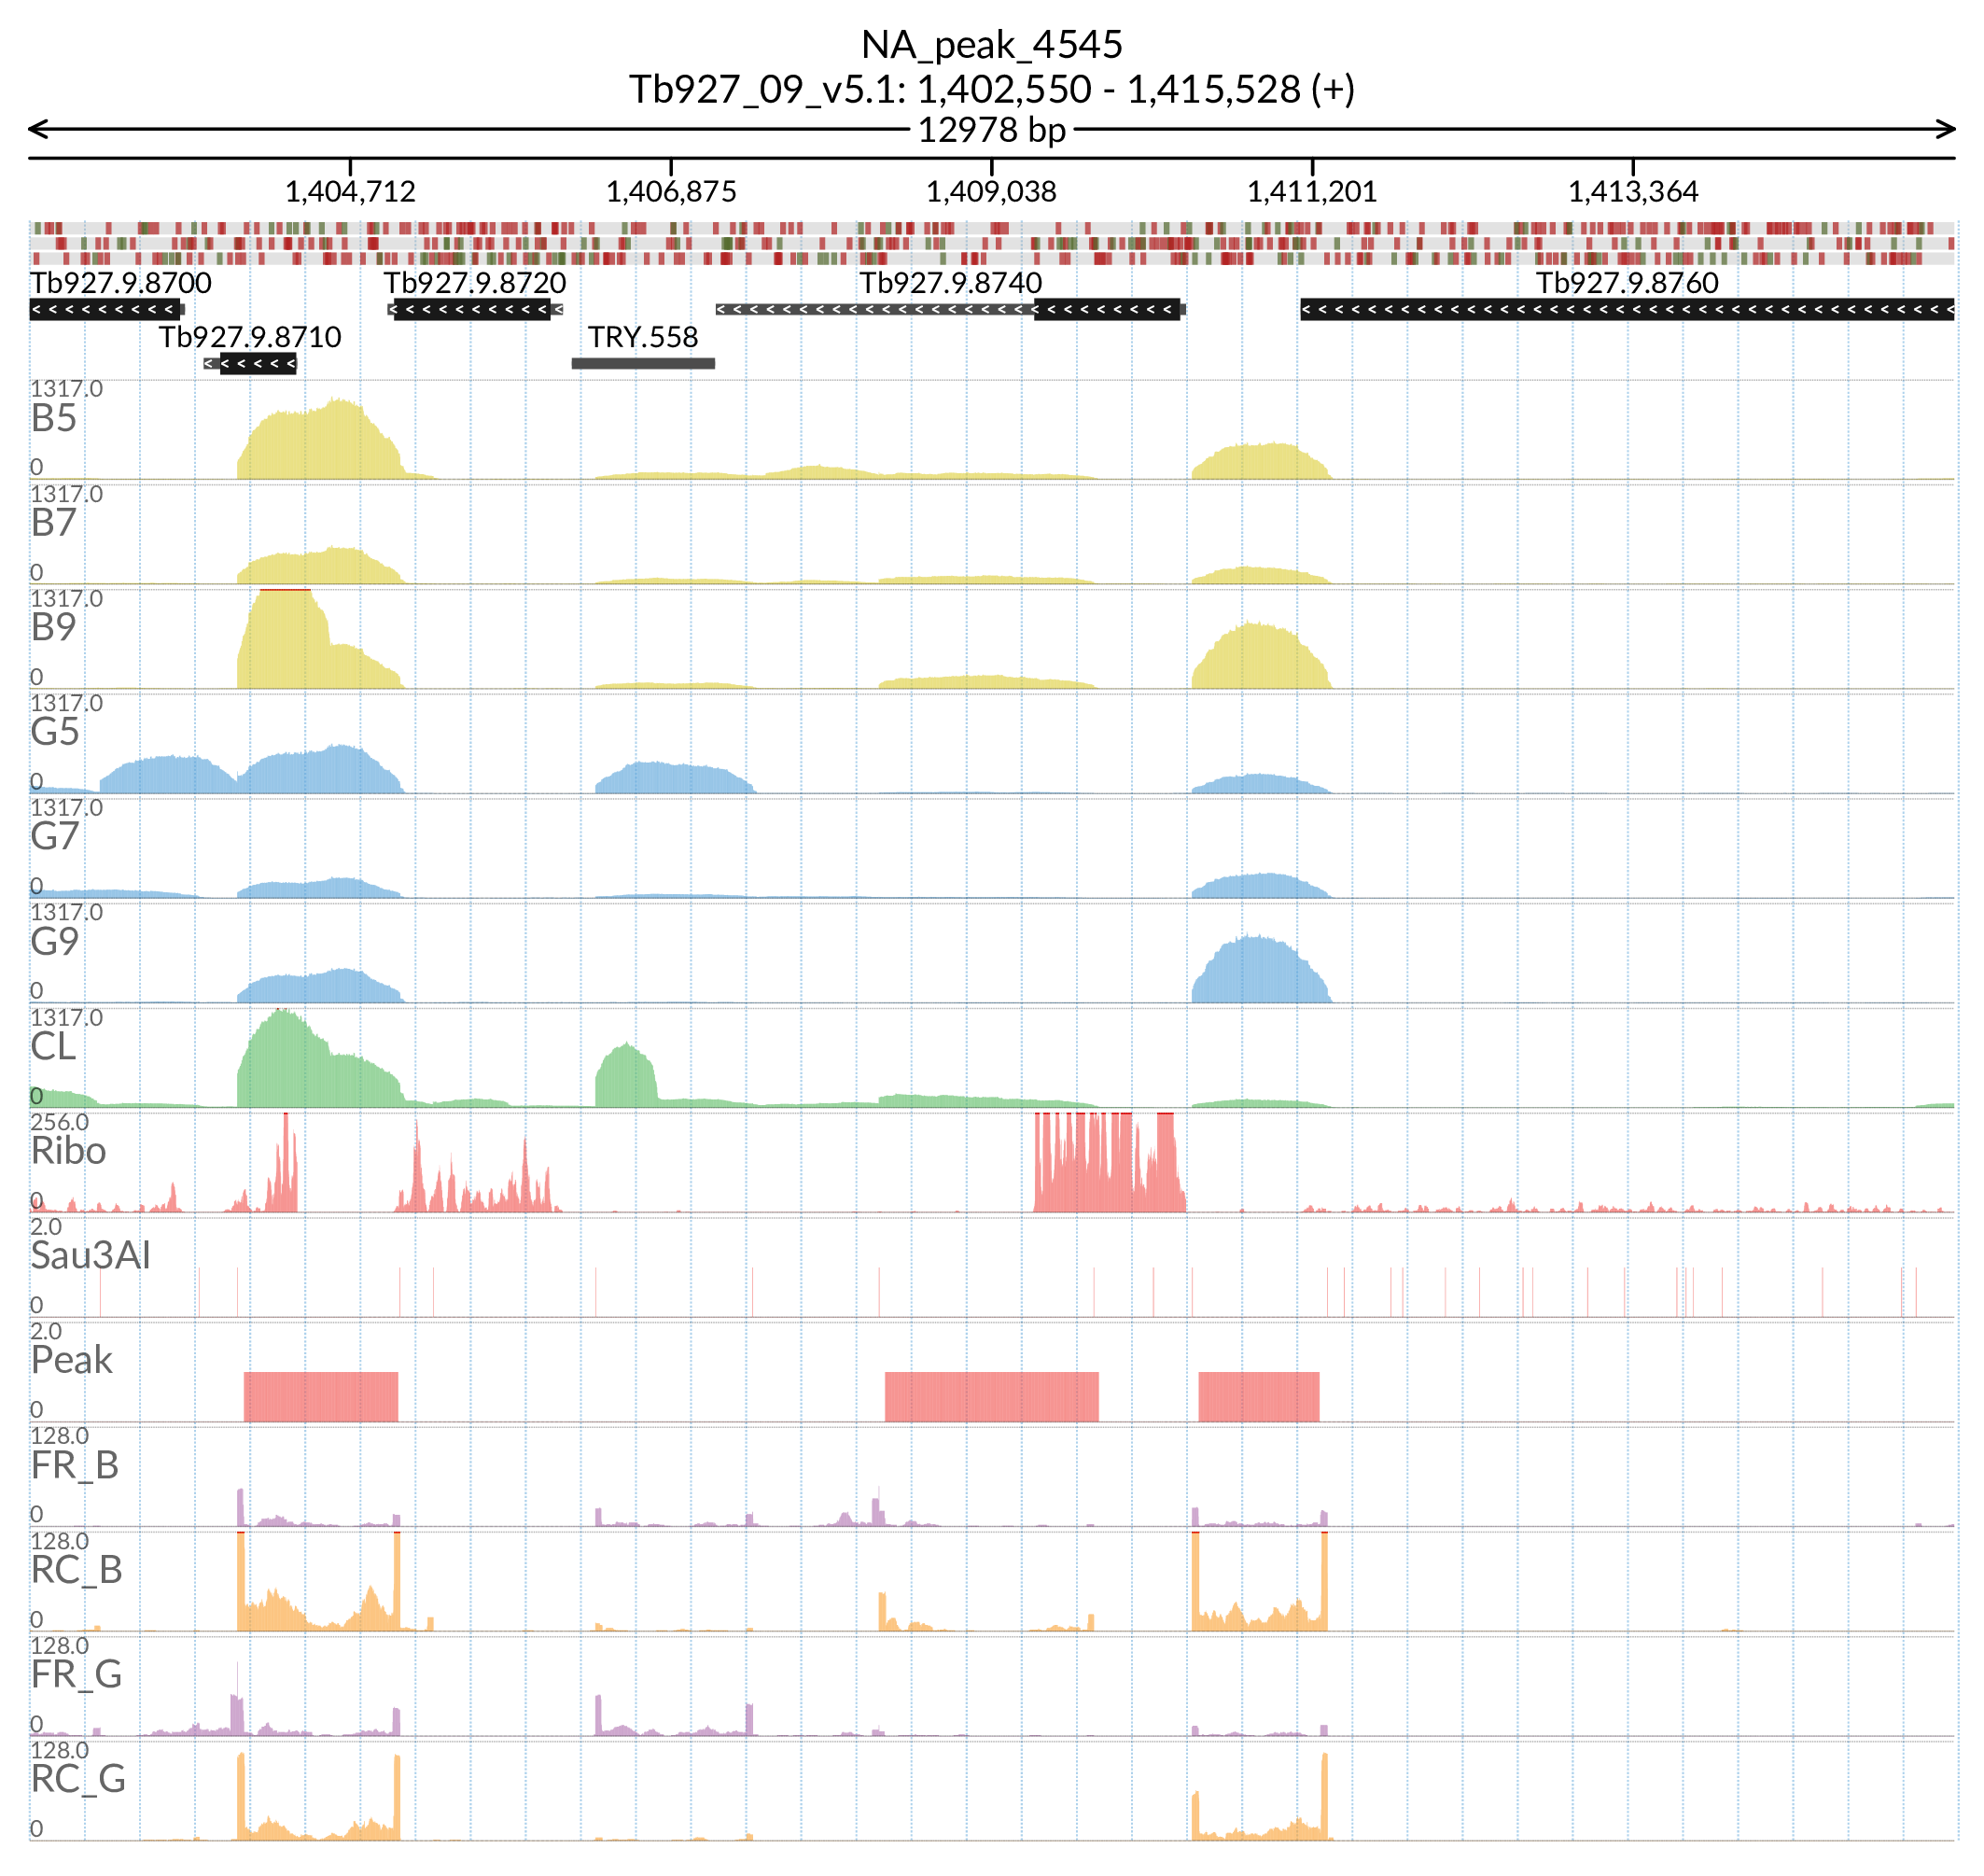 NA_peak_4545
Tb927_09_v5.1: 1,402,550 - 1,415,528 (+)
12978 bp
1,404,712 1,406,875 1,409,038 1,411,201 1,413,364
Tb927.9.8700 Tb927.9.8720 Tb927.9.8740 Tb927.9.8760
Tb927.9.8710 TRY.558
1317.0
B5
0
1317.0
B7
0
1317.0
B9
0
1317.0
G5
0
1317.0
G7
0
1317.0
G9
0
1317.0
CL
0
256.0
Ribo
0
2.0
Sau3AI
0
2.0
Peak
0
128.0
FR_B
0
128.0
RC_B
0
128.0
FR_G
0
128.0
RC_G
0